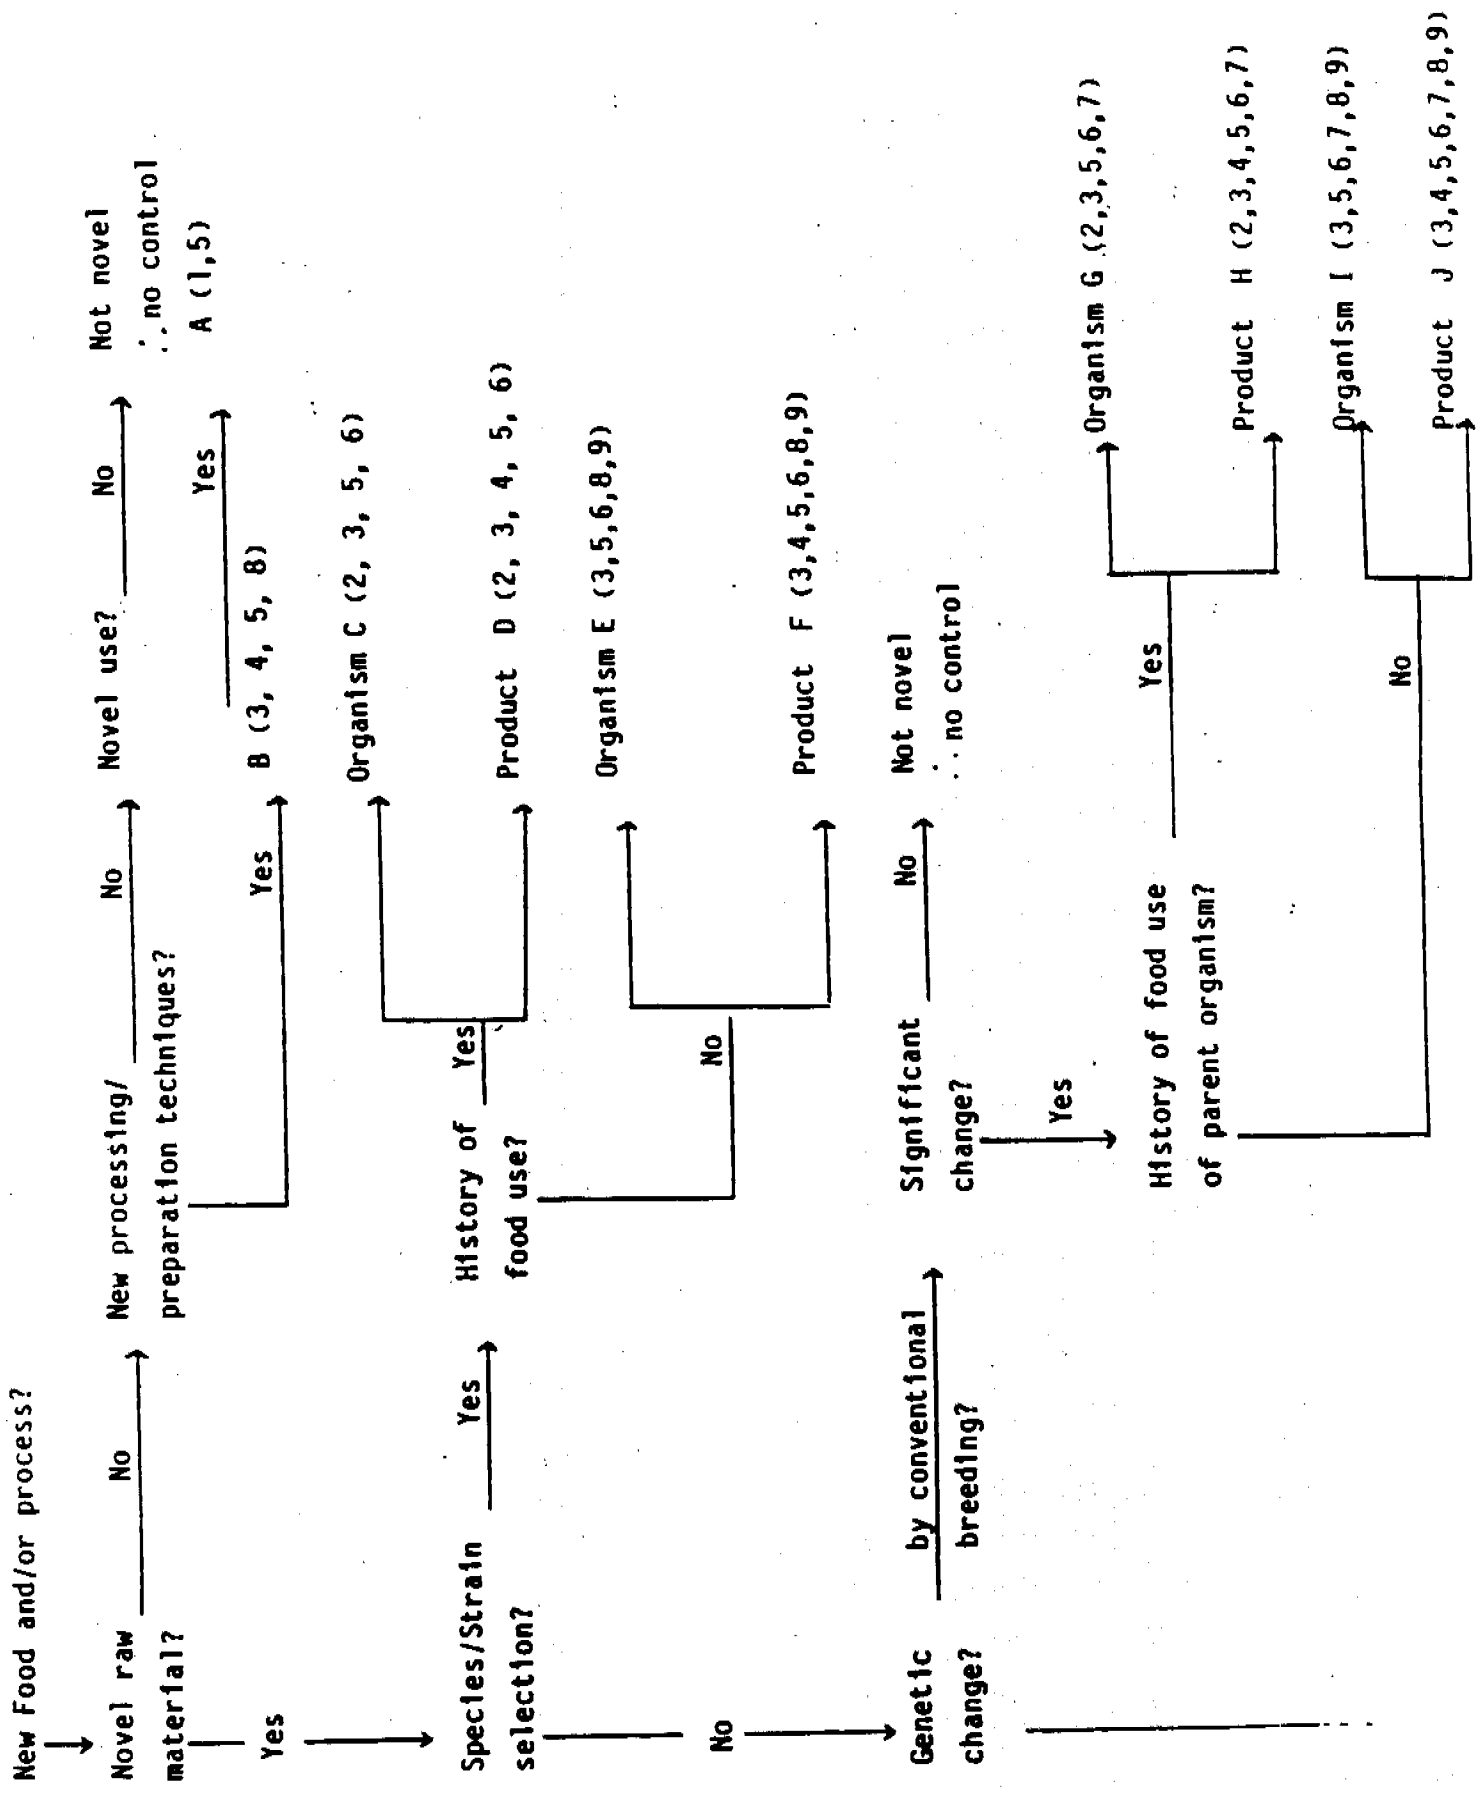 New Food and/or process?
Novel raw
material?
No
New processing/
preparation techniques?
No
Novel use?
No
Not novel
∴ no control
Yes
A (1,5)
Yes
B (3, 4, 5, 8)
Yes
Species/Strain
selection?
Yes
History of
food use?
Yes
Organism C (2, 3, 5, 6)
Product D (2, 3, 4, 5, 6)
No
Organism E (3,5,6,8,9)
Product F (3,4,5,6,8,9)
No
Genetic
change?
by conventional
breeding?
Significant
change?
No
Not novel
∴ no control
Yes
History of food use
of parent organism?
Yes
Organism G (2,3,5,6,7)
Product H (2,3,4,5,6,7)
No
Organism I (3,5,6,7,8,9)
Product J (3,4,5,6,7,8,9)